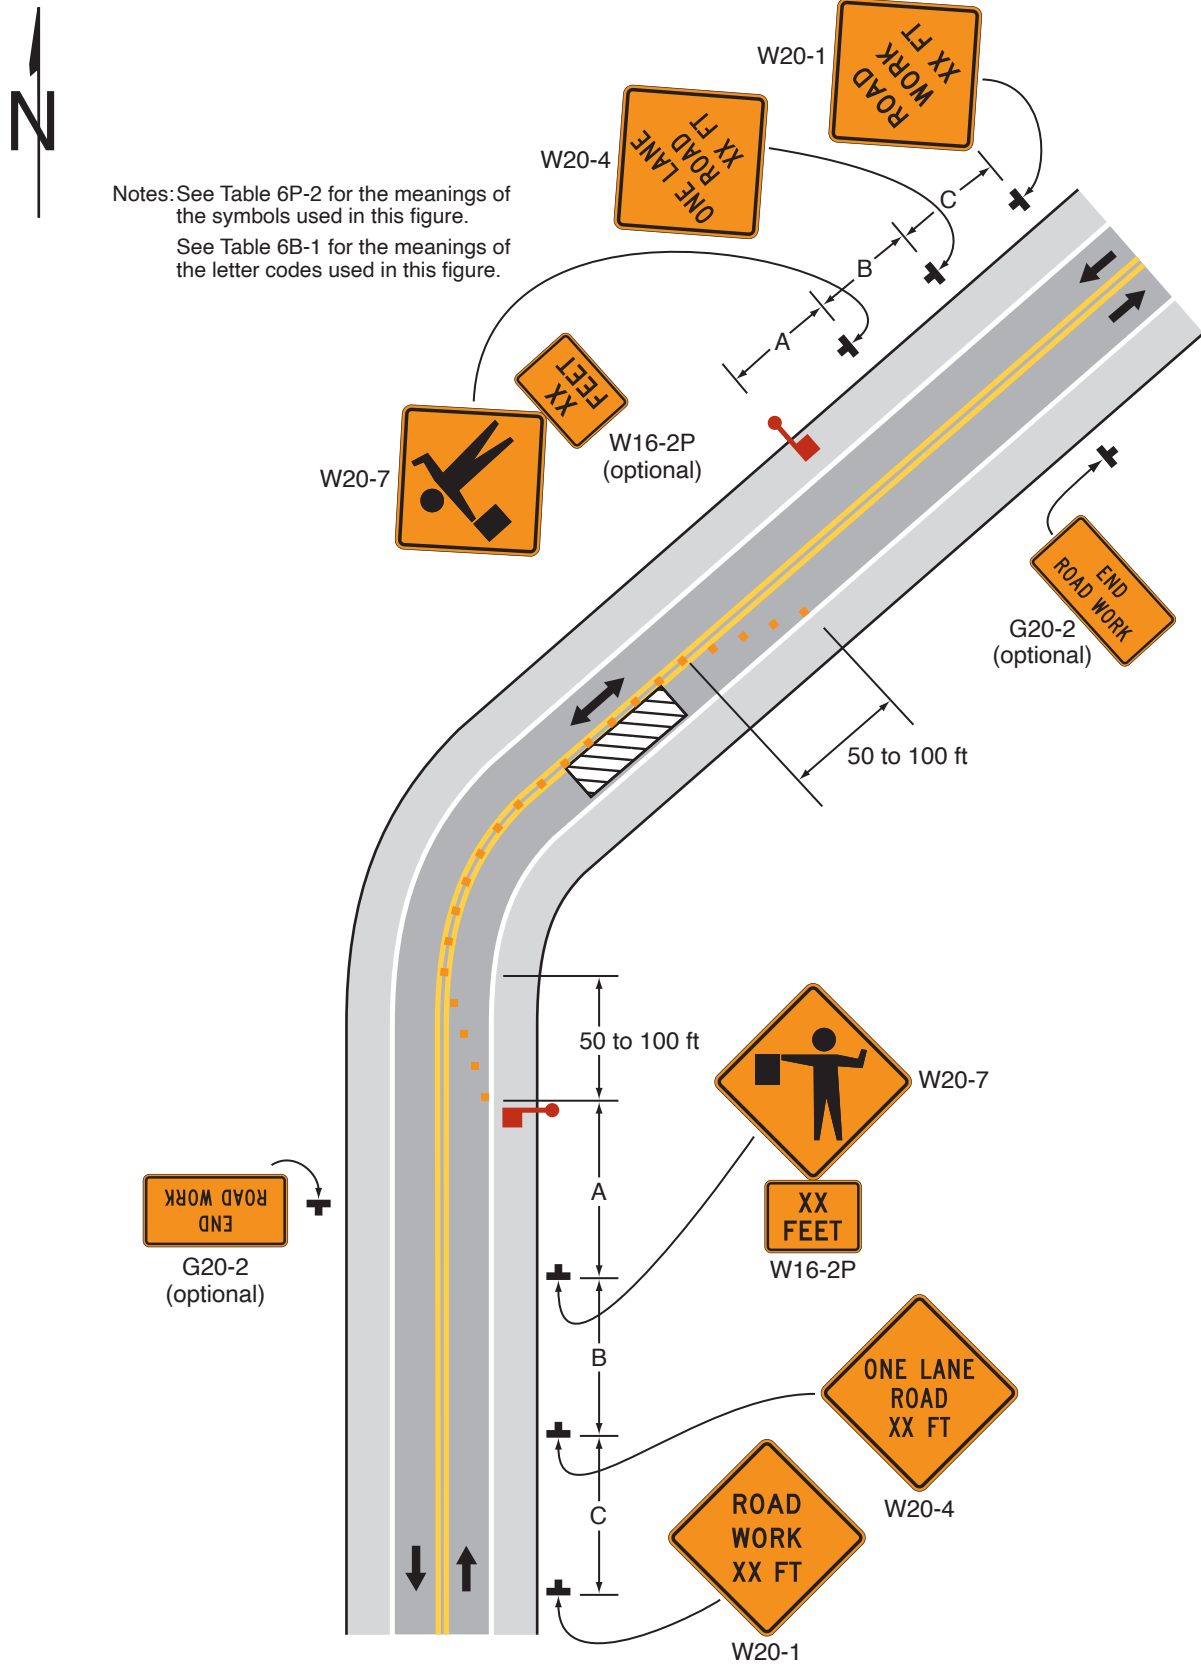 N
W20-1
ROAD
WORK
XX FT
W20-4
ONE LANE
ROAD
XX FT
Notes: See Table 6P-2 for the meanings of
the symbols used in this figure.
See Table 6B-1 for the meanings of
the letter codes used in this figure.
C
B
A
XX
FEET
W16-2P
(optional)
W20-7
END
ROAD WORK
G20-2
(optional)
50 to 100 ft
50 to 100 ft
W20-7
A
XX
FEET
W16-2P
END
ROAD WORK
G20-2
(optional)
B
ONE LANE
ROAD
XX FT
W20-4
C
ROAD
WORK
XX FT
W20-1